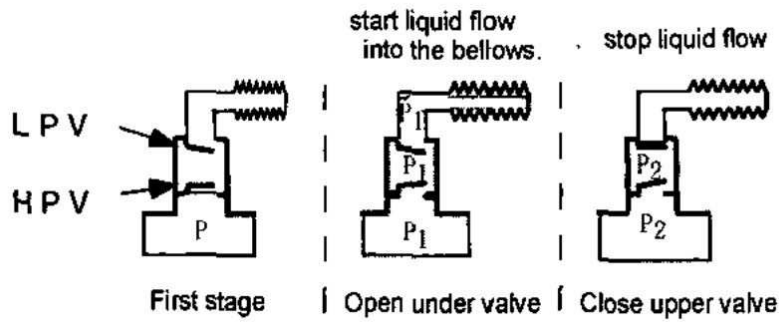 start liquid flow
into the bellows.
stop liquid flow
LPV
HPV
P
P1
P1
P1
P2
P2
First stage
Open under valve
Close upper valve